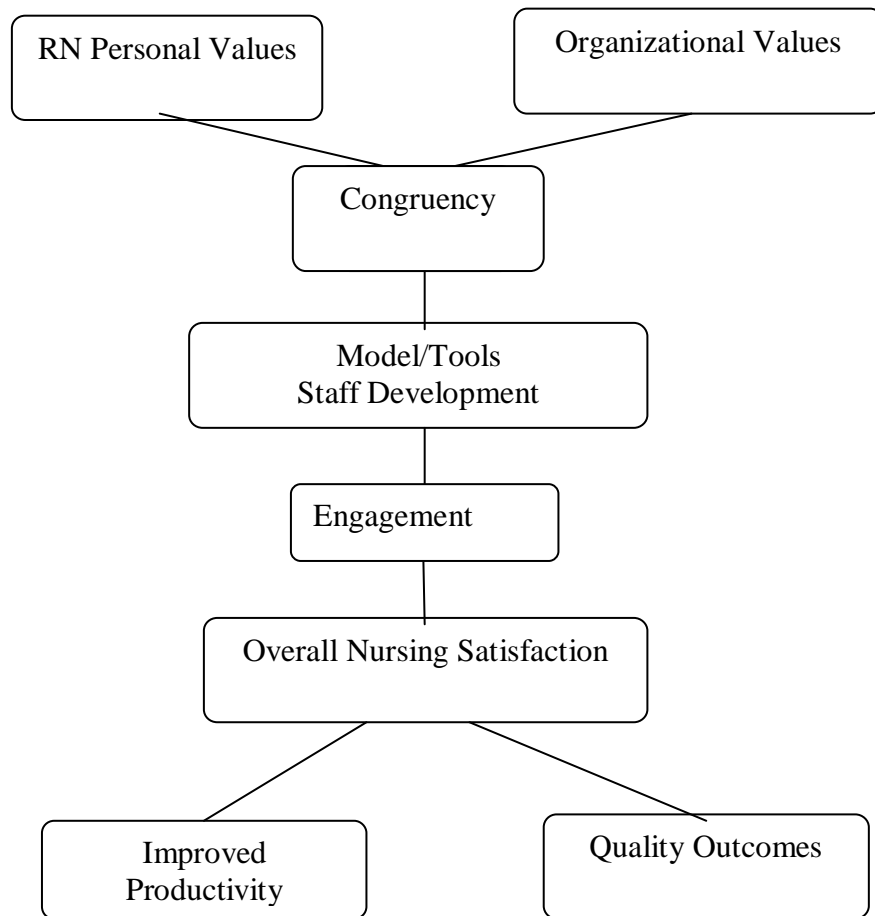 RN Personal Values
Organizational Values
Congruency
Model/Tools
Staff Development
Engagement
Overall Nursing Satisfaction
Improved
Productivity
Quality Outcomes